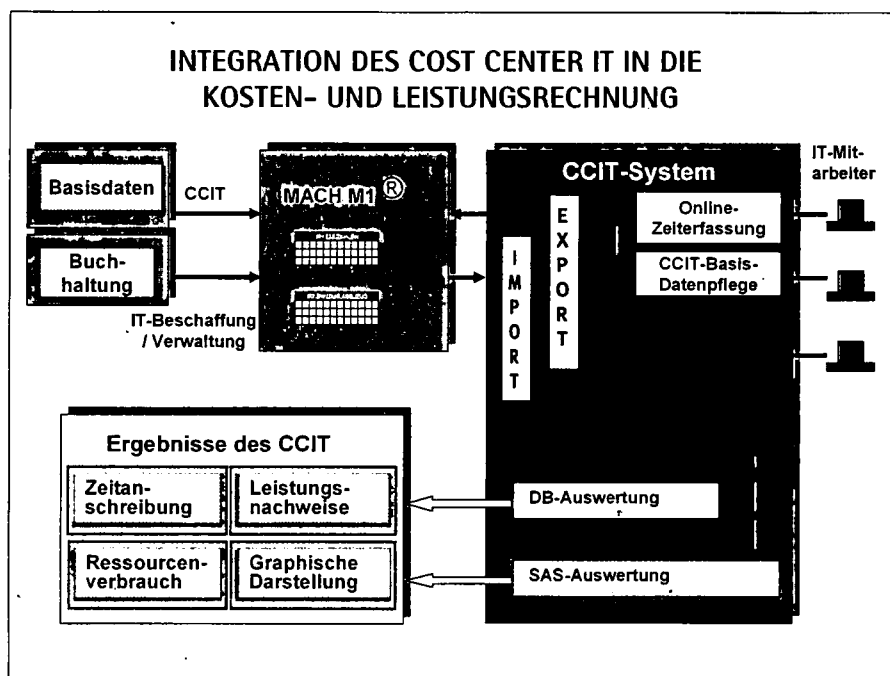 INTEGRATION DES COST CENTER IT IN DIE
KOSTEN- UND LEISTUNGSRECHNUNG
Basisdaten
CCIT
Buch-
haltung
IT-Beschaffung
/ Verwaltung
MACH M1®
CCIT-System
IMPORT
EXPORT
Online-
Zeiterfassung
CCIT-Basis-
Datenpflege
IT-Mit-
arbeiter
Ergebnisse des CCIT
Zeitan-
schreibung
Leistungs-
nachweise
Ressourcen-
verbrauch
Graphische
Darstellung
DB-Auswertung
SAS-Auswertung